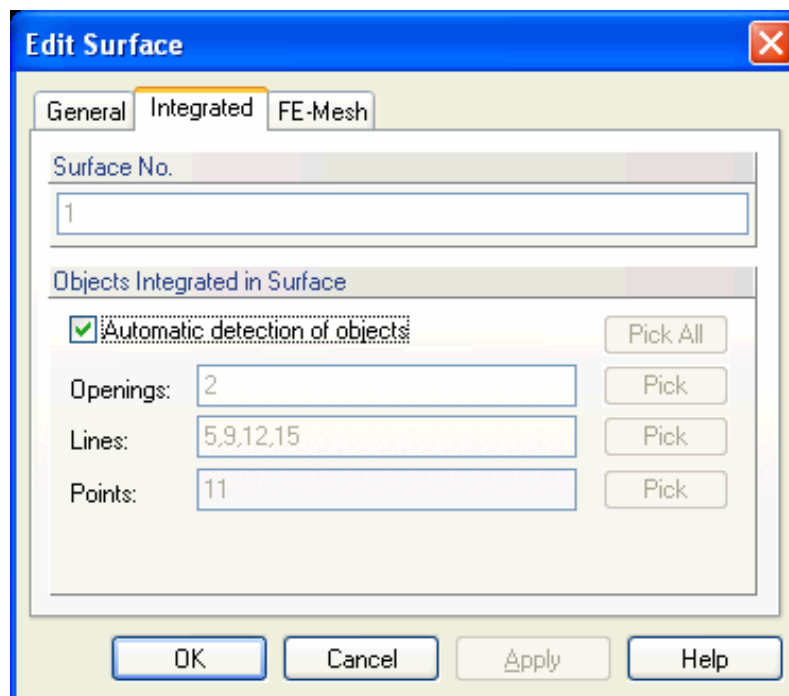 Edit Surface
General Integrated FE-Mesh
Surface No.
1
Objects Integrated in Surface
Automatic detection of objects Pick All
Openings: 2 Pick
Lines: 5,9,12,15 Pick
Points: 11 Pick
OK Cancel Apply Help